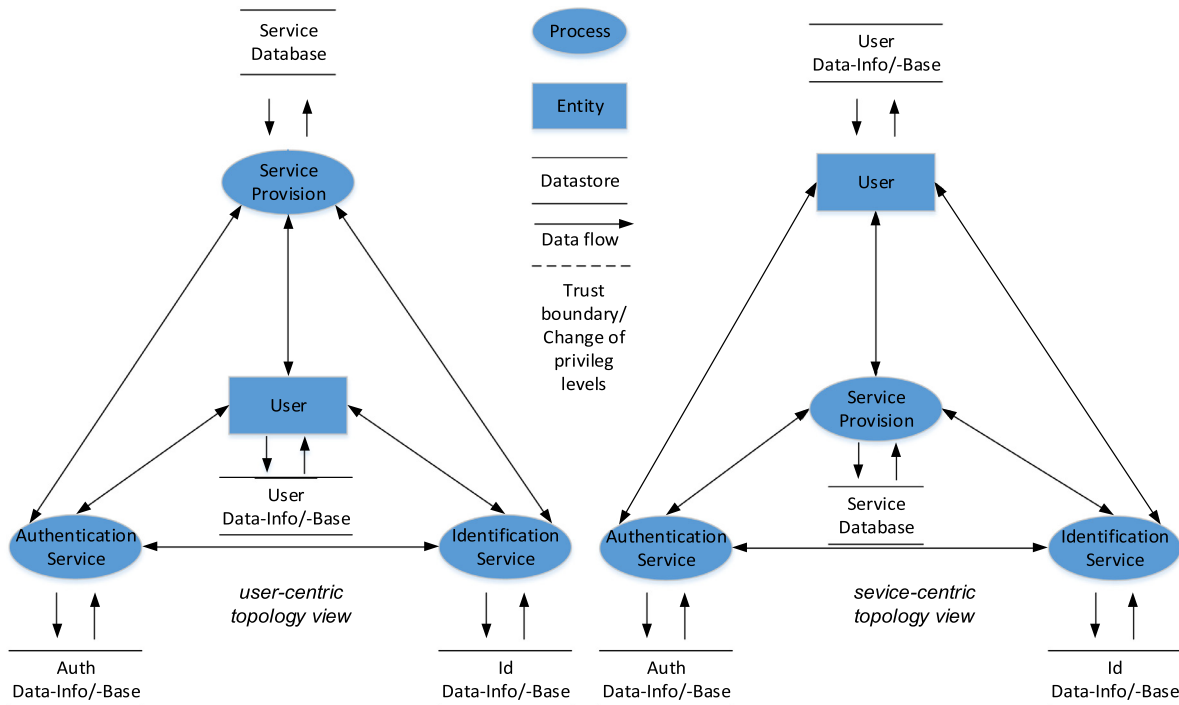 Service
Database
Service
Provision
User
User
Data-Info/-Base
Authentication
Service
Identification
Service
user-centric
topology view
Auth
Data-Info/-Base
Id
Data-Info/-Base
Process
Entity
Datastore
Data flow
Trust
boundary/
Change of
privileg
levels
User
Data-Info/-Base
User
Service
Provision
Service
Database
Authentication
Service
Identification
Service
sevice-centric
topology view
Auth
Data-Info/-Base
Id
Data-Info/-Base